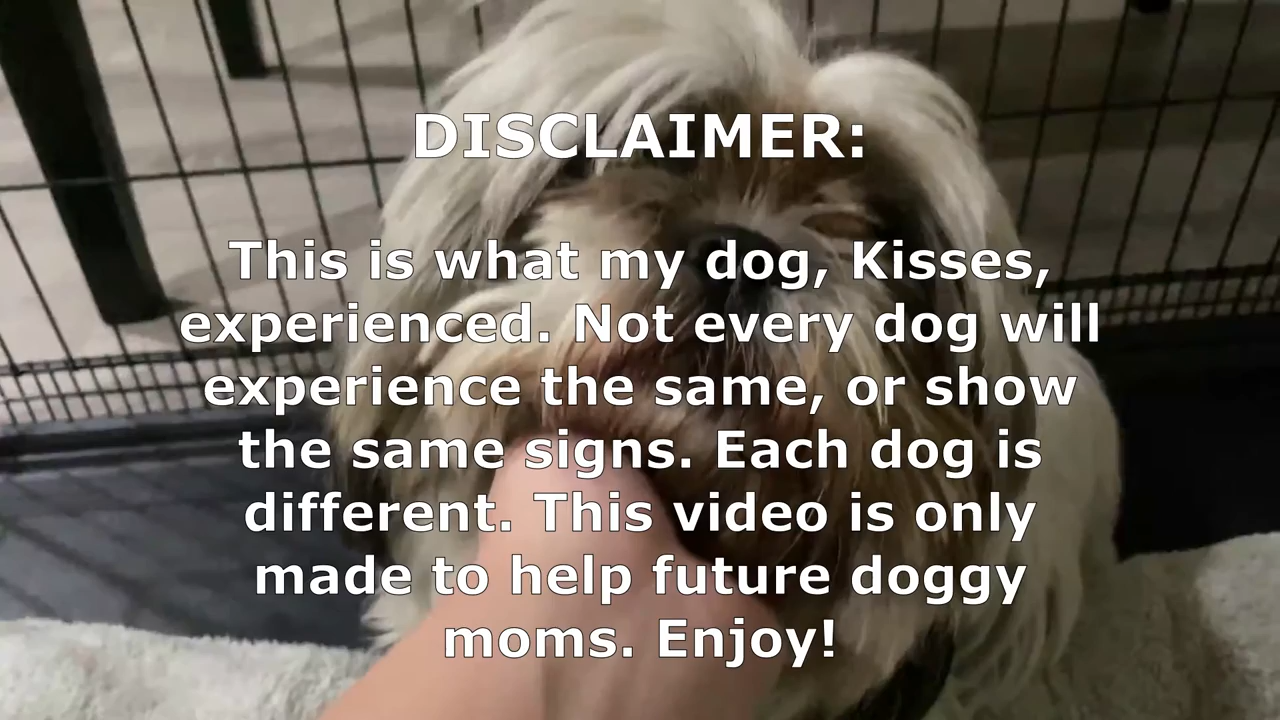 DISCLAIMER:
This is what my dog, Kisses,
experienced. Not every dog will
experience the same, or show
the same signs. Each dog is
different. This video is only
made to help future doggy
moms. Enjoy!